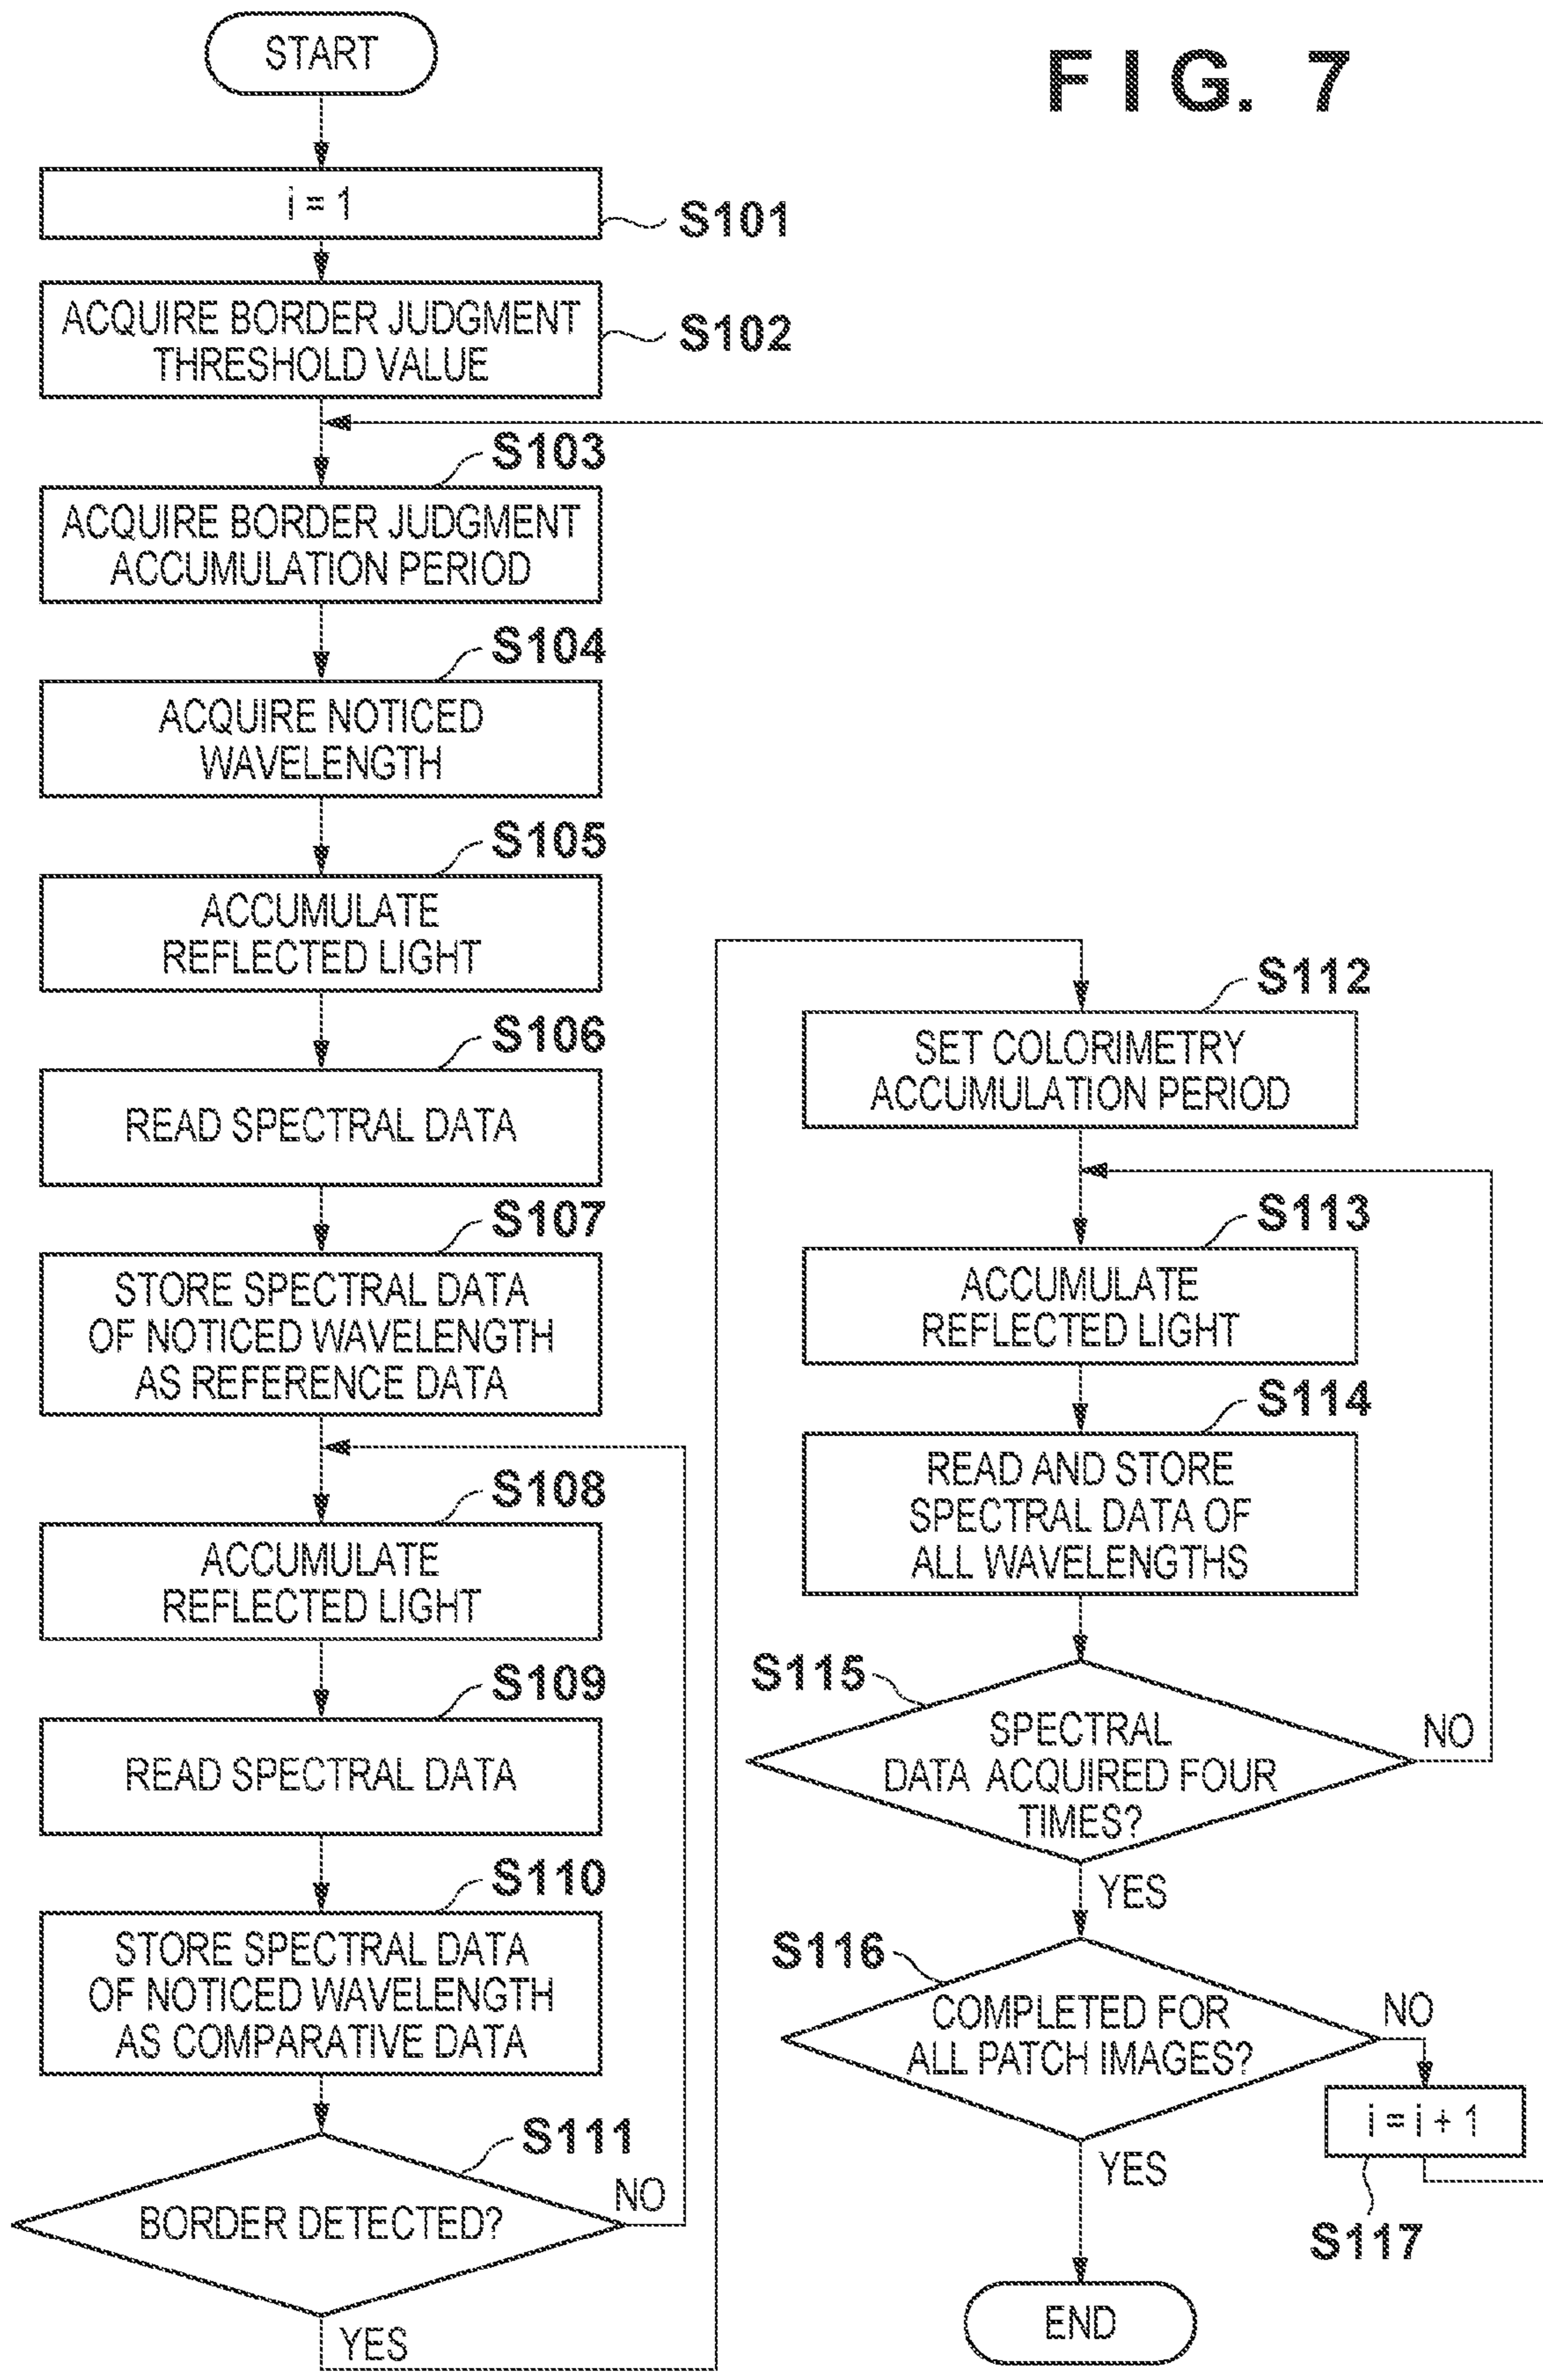 FIG. 7
START
i = 1
S101
ACQUIRE BORDER JUDGMENT
THRESHOLD VALUE
S102
S103
ACQUIRE BORDER JUDGMENT
ACCUMULATION PERIOD
S104
ACQUIRE NOTICED
WAVELENGTH
S105
ACCUMULATE
REFLECTED LIGHT
S106
READ SPECTRAL DATA
S107
STORE SPECTRAL DATA
OF NOTICED WAVELENGTH
AS REFERENCE DATA
S108
ACCUMULATE
REFLECTED LIGHT
S109
READ SPECTRAL DATA
S110
STORE SPECTRAL DATA
OF NOTICED WAVELENGTH
AS COMPARATIVE DATA
S111
BORDER DETECTED?
NO
YES
S112
SET COLORIMETRY
ACCUMULATION PERIOD
S113
ACCUMULATE
REFLECTED LIGHT
S114
READ AND STORE
SPECTRAL DATA OF
ALL WAVELENGTHS
S115
SPECTRAL
DATA ACQUIRED FOUR
TIMES?
NO
YES
S116
COMPLETED FOR
ALL PATCH IMAGES?
NO
i = i + 1
S117
YES
END